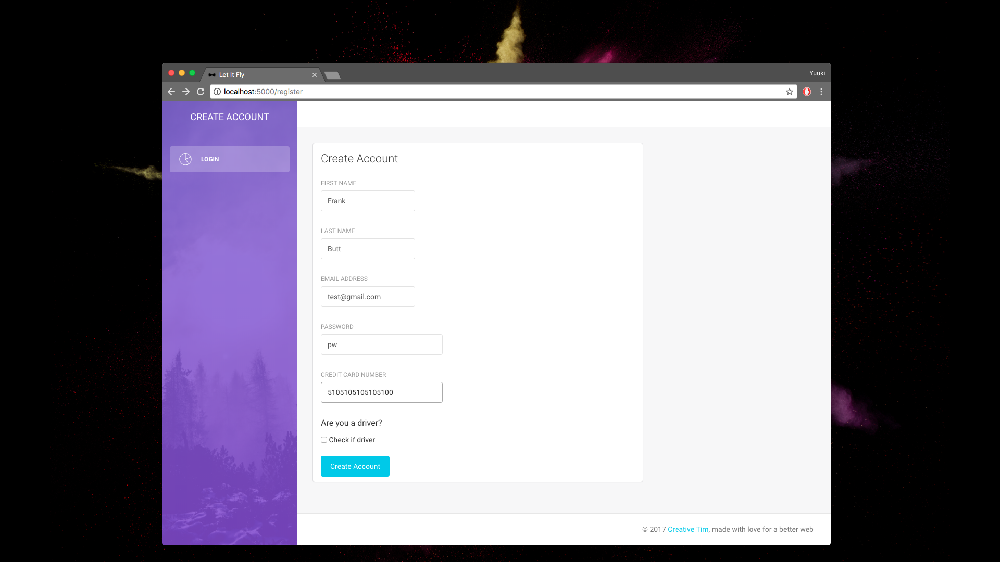 Let It Fly
Yuuki
localhost:5000/register
CREATE ACCOUNT
LOGIN
Create Account
FIRST NAME
Frank
LAST NAME
Butt
EMAIL ADDRESS
test@gmail.com
PASSWORD
pw
CREDIT CARD NUMBER
5105105105105100
Are you a driver?
Check if driver
Create Account
© 2017 Creative Tim, made with love for a better web